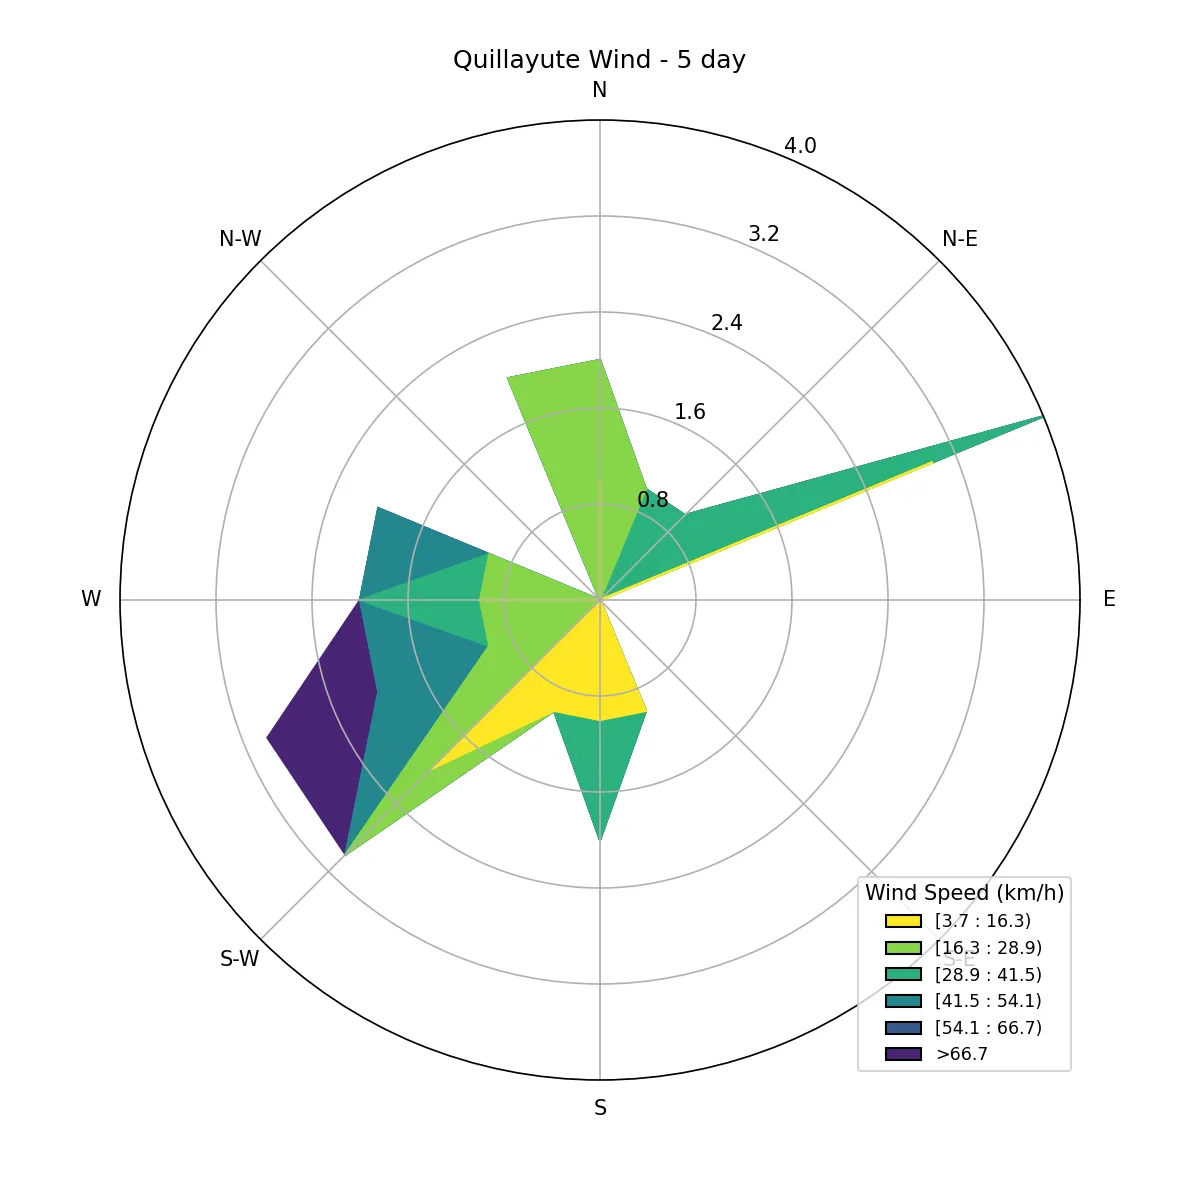 Quillayute Wind - 5 day
N
4.0
N-W
3.2
N-E
2.4
1.6
0.8
W
E
S-W
S-E
S
Wind Speed (km/h)
[3.7 : 16.3)
[16.3 : 28.9)
[28.9 : 41.5)
[41.5 : 54.1)
[54.1 : 66.7)
>66.7